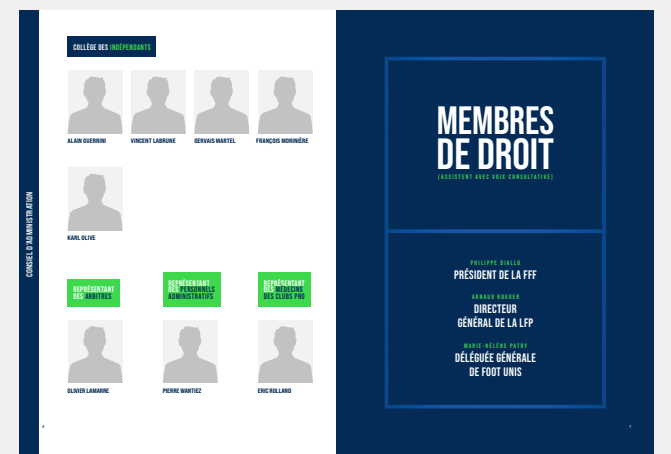 CONSEIL D'ADMINISTRATION
COLLÈGE DES INDÉPENDANTS
ALAIN GUERRINI
VINCENT LABRUNE
GERVAIS MARTEL
FRANÇOIS MORINIÈRE
KARL OLIVE
REPRÉSENTANT
DES ARBITRES
REPRÉSENTANT
DES PERSONNELS
ADMINISTRATIFS
REPRÉSENTANT
DES MÉDECINS
DES CLUBS PRO
OLIVIER LAMARRE
PIERRE WANTIEZ
ERIC ROLLAND
6
MEMBRES
DE DROIT
(ASSISTENT AVEC VOIX CONSULTATIVE)
PHILIPPE DIALLO
PRÉSIDENT DE LA FFF
ARNAUD ROUGER
DIRECTEUR
GÉNÉRAL DE LA LFP
MARIE-HÉLÈNE PATRY
DÉLÉGUÉE GÉNÉRALE
DE FOOT UNIS
7